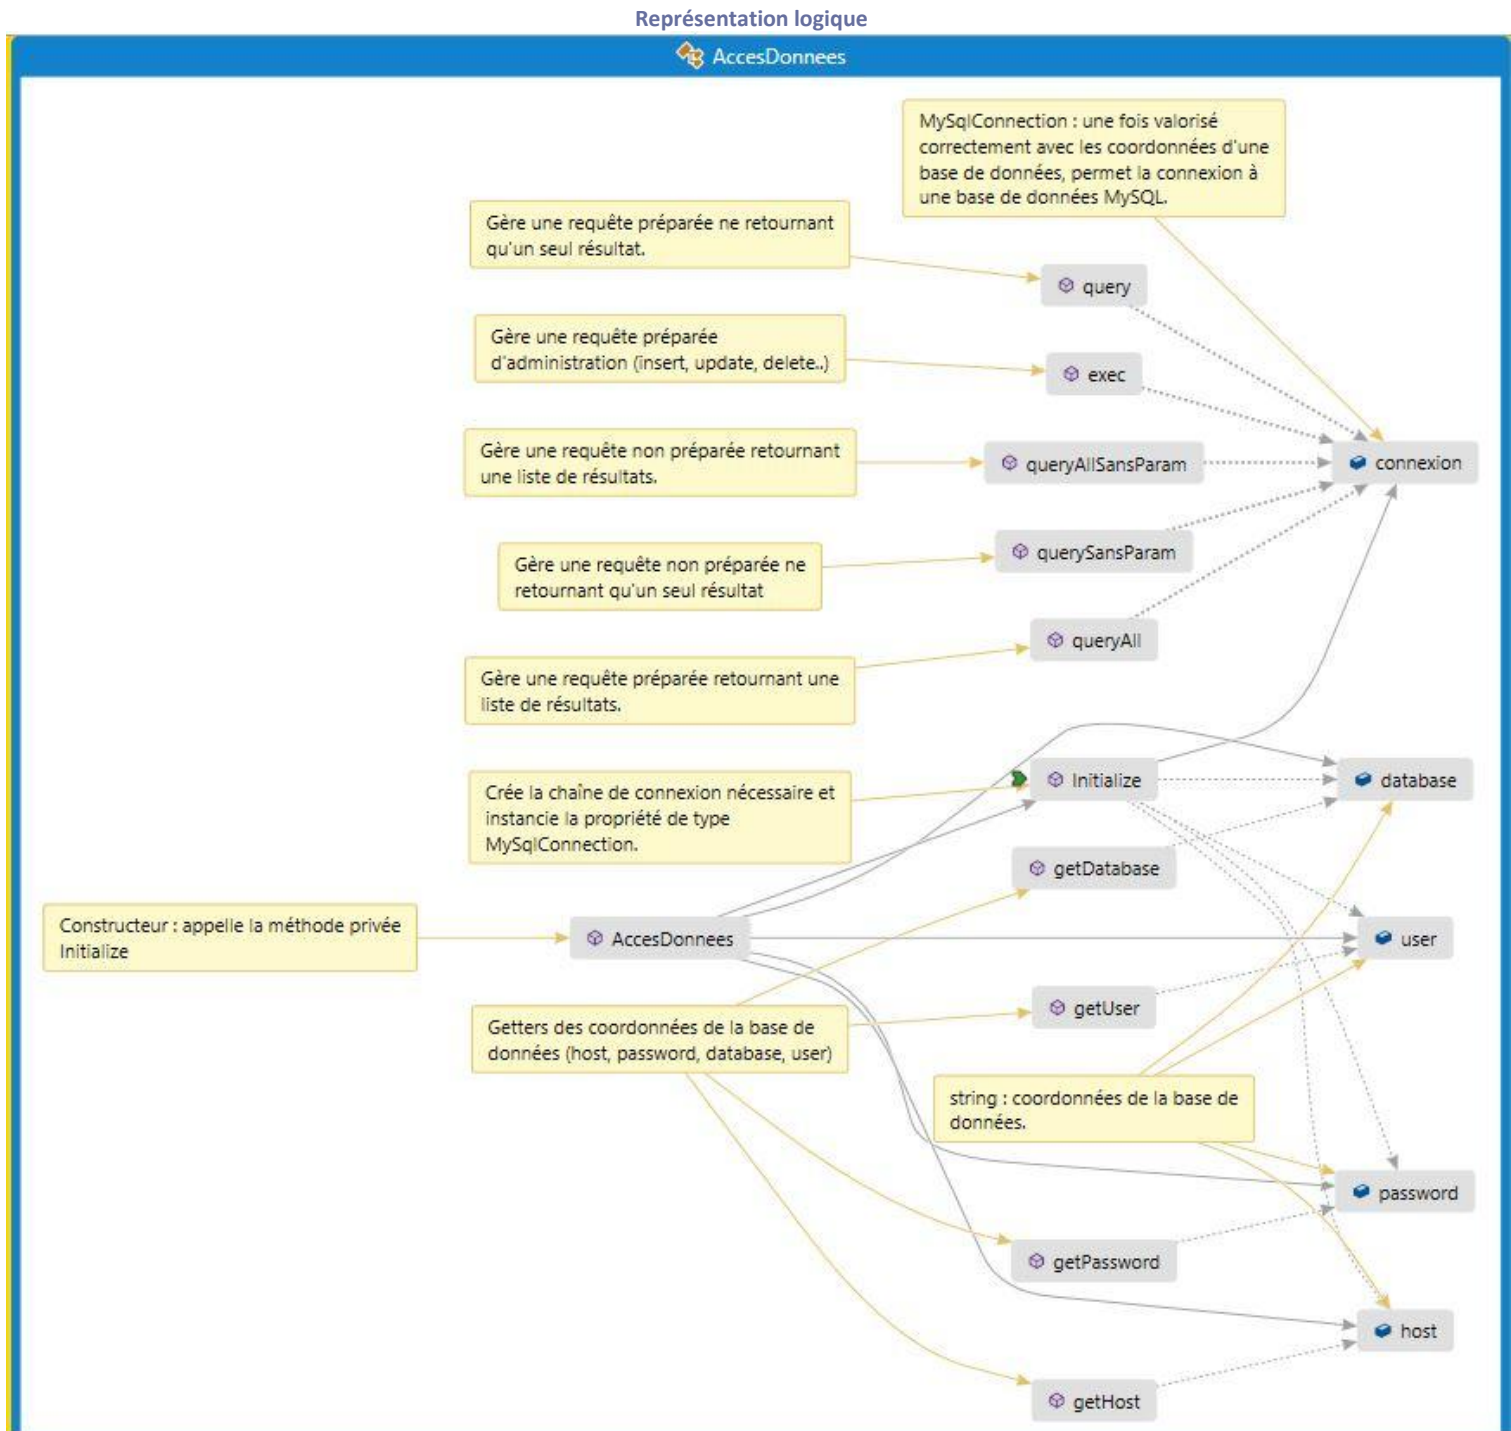 Représentation logique
AccesDonnees
MySqlConnection : une fois valorisé
correctement avec les coordonnées d'une
base de données, permet la connexion à
une base de données MySQL.
Gère une requête préparée ne retournant
qu'un seul résultat.
query
Gère une requête préparée
d'administration (insert, update, delete..)
exec
Gère une requête non préparée retournant
une liste de résultats.
queryAllSansParam
connexion
Gère une requête non préparée ne
retournant qu'un seul résultat
querySansParam
queryAll
Gère une requête préparée retournant une
liste de résultats.
Crée la chaîne de connexion nécessaire et
instancie la propriété de type
MySqlConnection.
Initialize
database
getDatabase
Constructeur : appelle la méthode privée
Initialize
AccesDonnees
user
Getters des coordonnées de la base de
données (host, password, database, user)
getUser
string : coordonnées de la base de
données.
password
getPassword
host
getHost